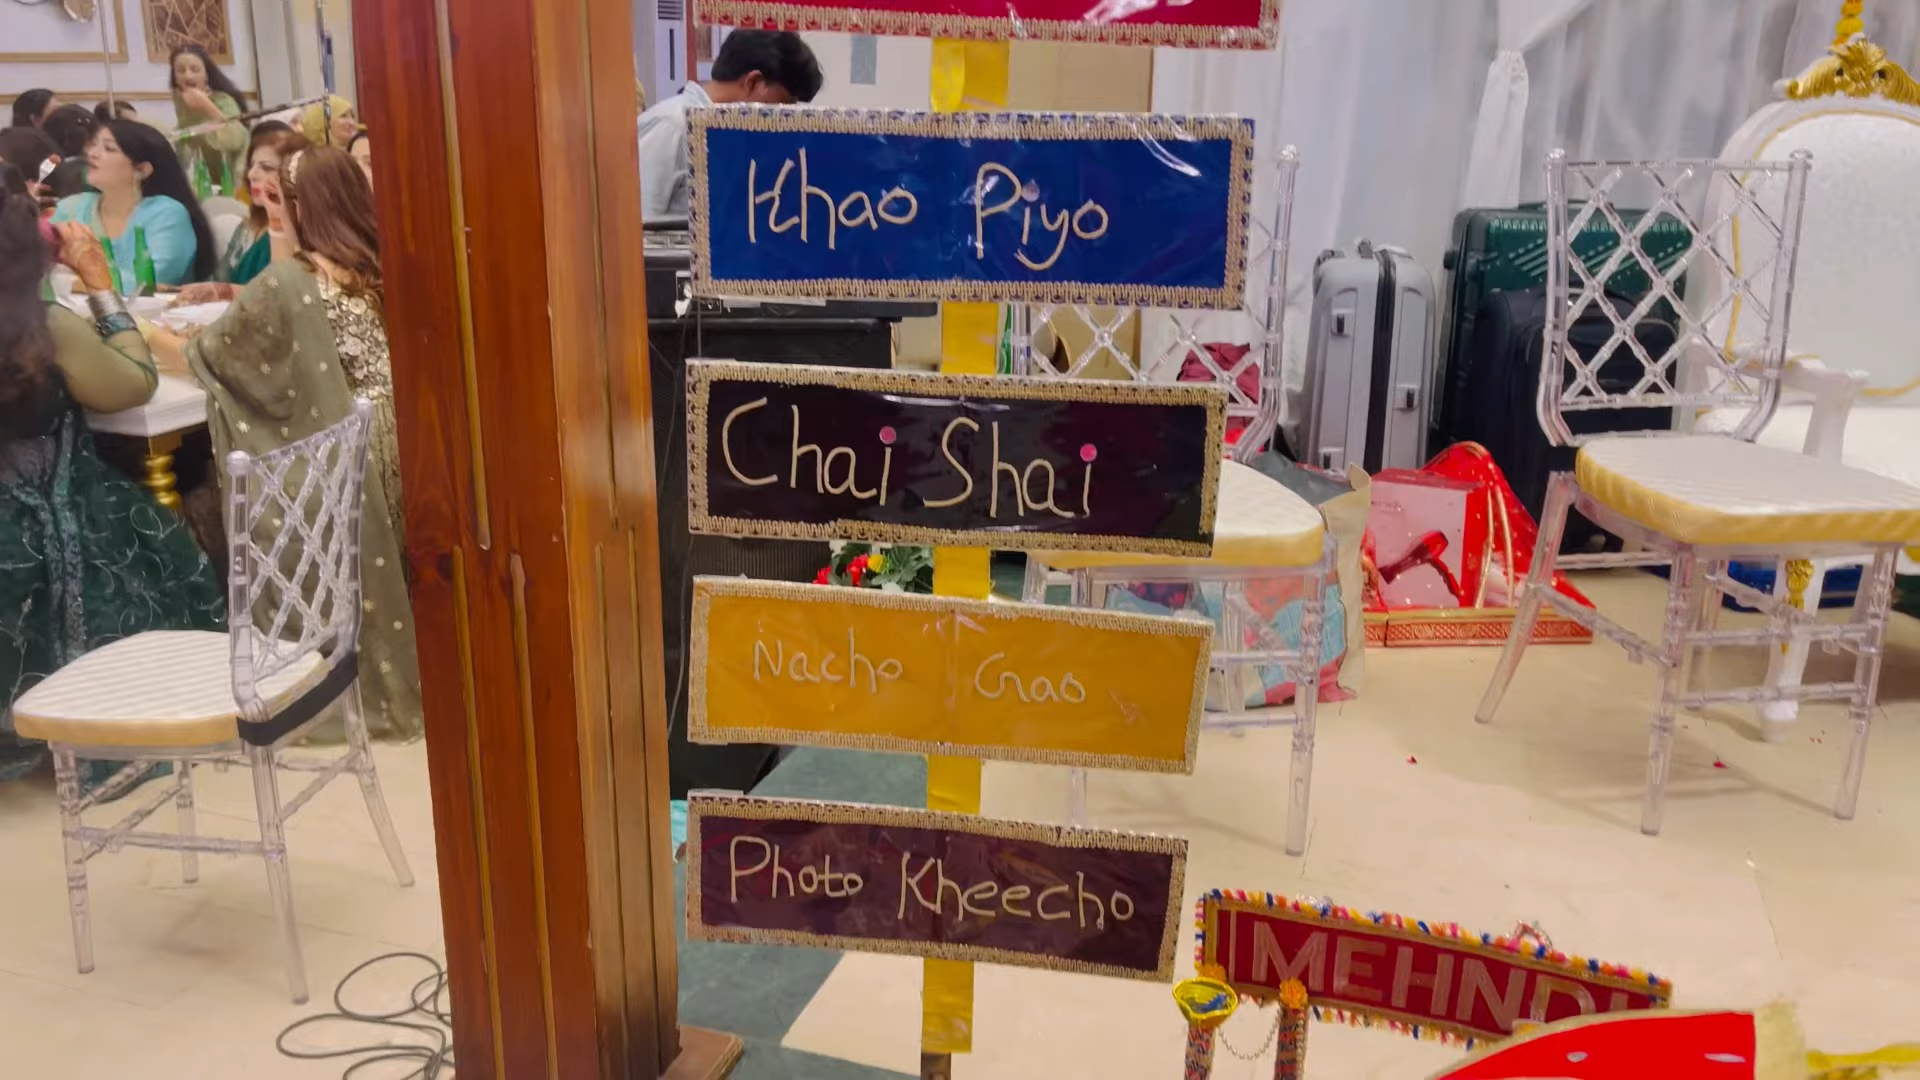 Khao Piyo
Chai Shai
Nacho Gao
Photo Kheecho
MEHNDI